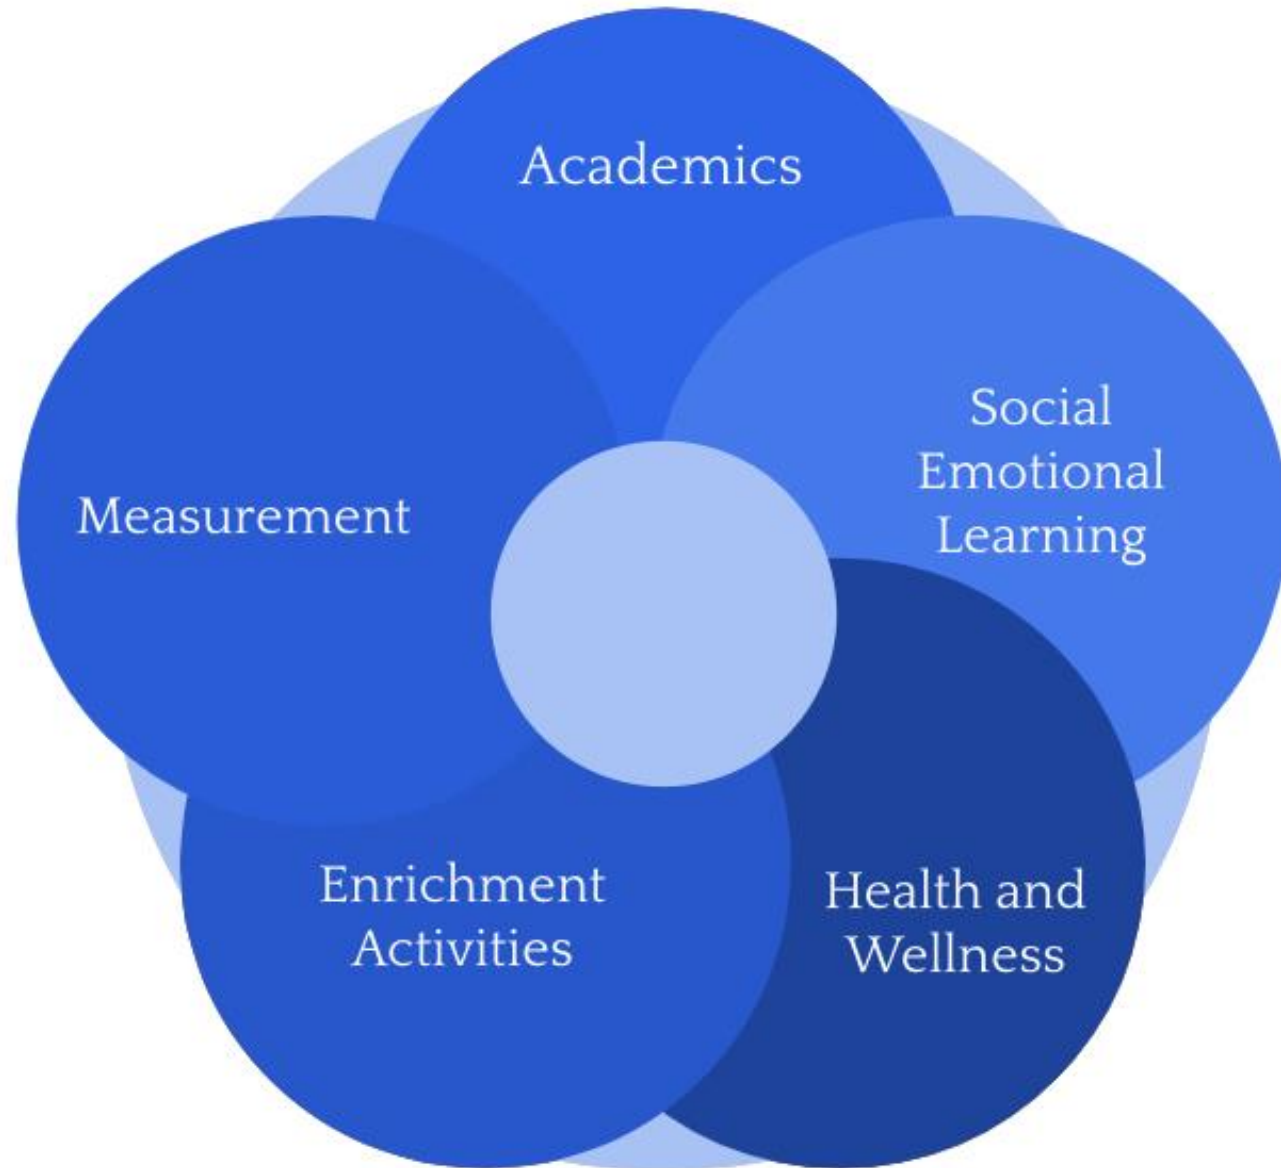 Academics
Social
Emotional
Learning
Measurement
Enrichment
Activities
Health and
Wellness